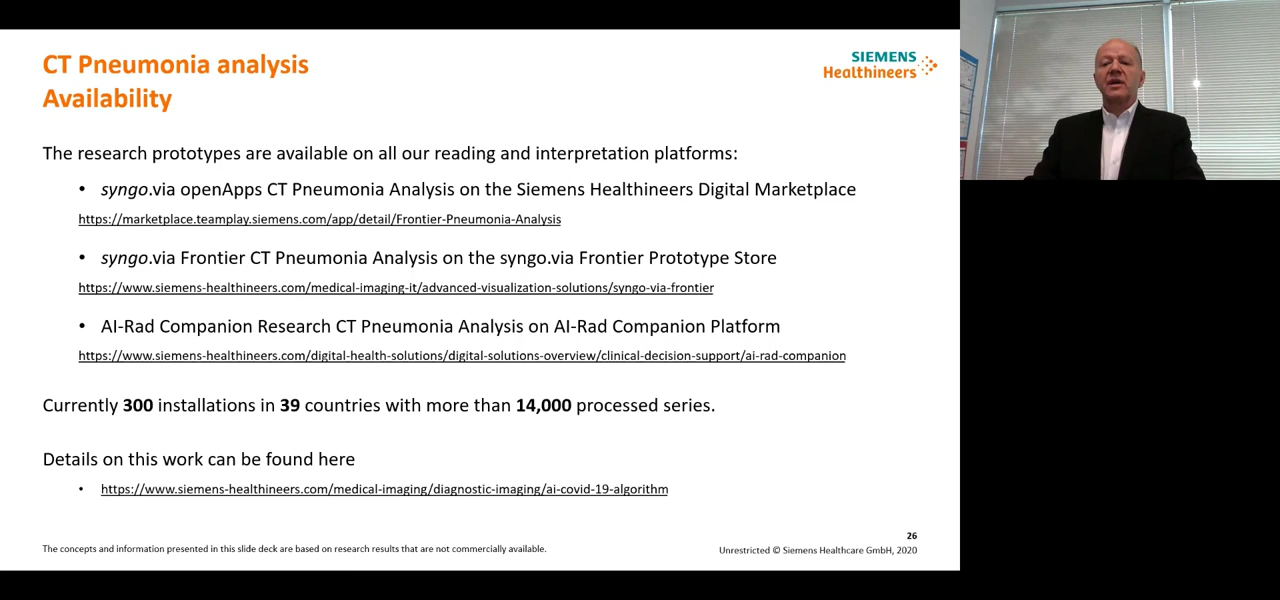 CT Pneumonia analysis
Availability
SIEMENS
Healthineers
The research prototypes are available on all our reading and interpretation platforms:
• syngo.via openApps CT Pneumonia Analysis on the Siemens Healthineers Digital Marketplace
https://marketplace.teamplay.siemens.com/app/detail/Frontier-Pneumonia-Analysis
• syngo.via Frontier CT Pneumonia Analysis on the syngo.via Frontier Prototype Store
https://www.siemens-healthineers.com/medical-imaging-it/advanced-visualization-solutions/syngo-via-frontier
• AI-Rad Companion Research CT Pneumonia Analysis on AI-Rad Companion Platform
https://www.siemens-healthineers.com/digital-health-solutions/digital-solutions-overview/clinical-decision-support/ai-rad-companion
Currently 300 installations in 39 countries with more than 14,000 processed series.
Details on this work can be found here
• https://www.siemens-healthineers.com/medical-imaging/diagnostic-imaging/ai-covid-19-algorithm
26
The concepts and information presented in this slide deck are based on research results that are not commercially available.
Unrestricted © Siemens Healthcare GmbH, 2020